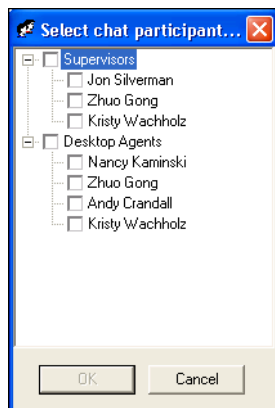 Select chat participant...
Supervisors
Jon Silverman
Zhuo Gong
Kristy Wachholz
Desktop Agents
Nancy Kaminski
Zhuo Gong
Andy Crandall
Kristy Wachholz
OK Cancel